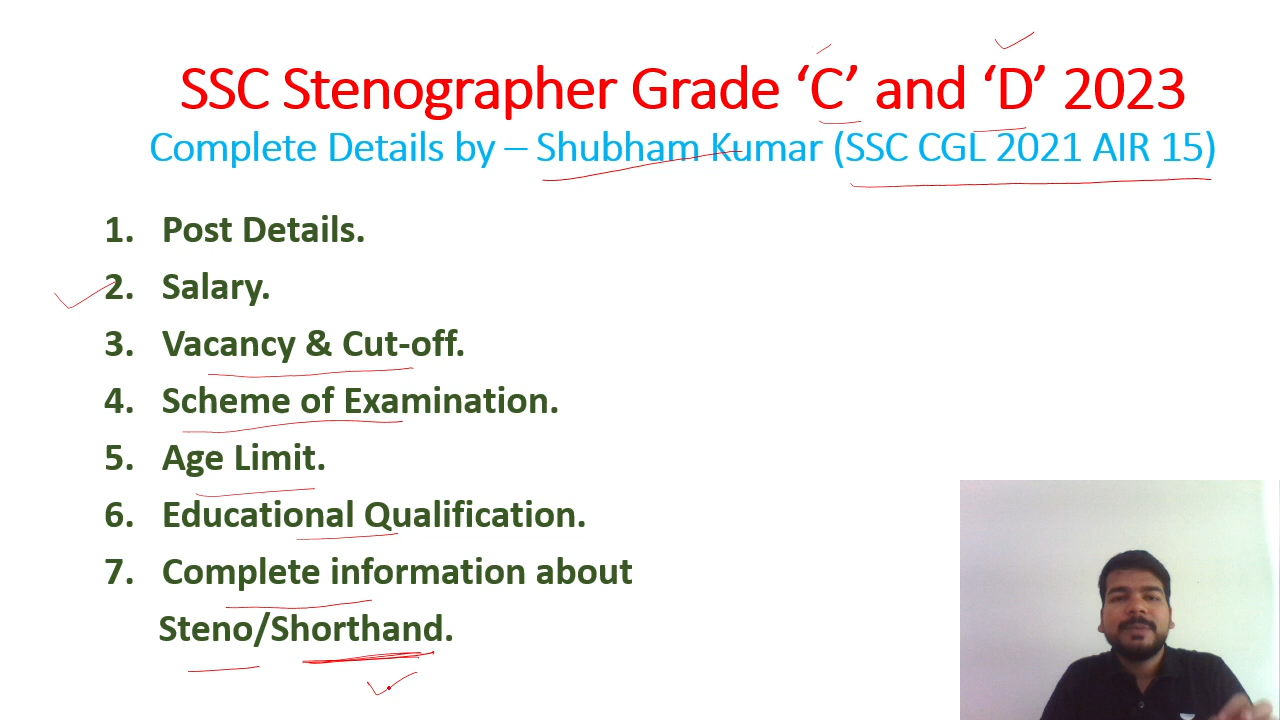 SSC Stenographer Grade ‘C’ and ‘D’ 2023
Complete Details by – Shubham Kumar (SSC CGL 2021 AIR 15)
1. Post Details.
2. Salary.
3. Vacancy & Cut-off.
4. Scheme of Examination.
5. Age Limit.
6. Educational Qualification.
7. Complete information about
Steno/Shorthand.